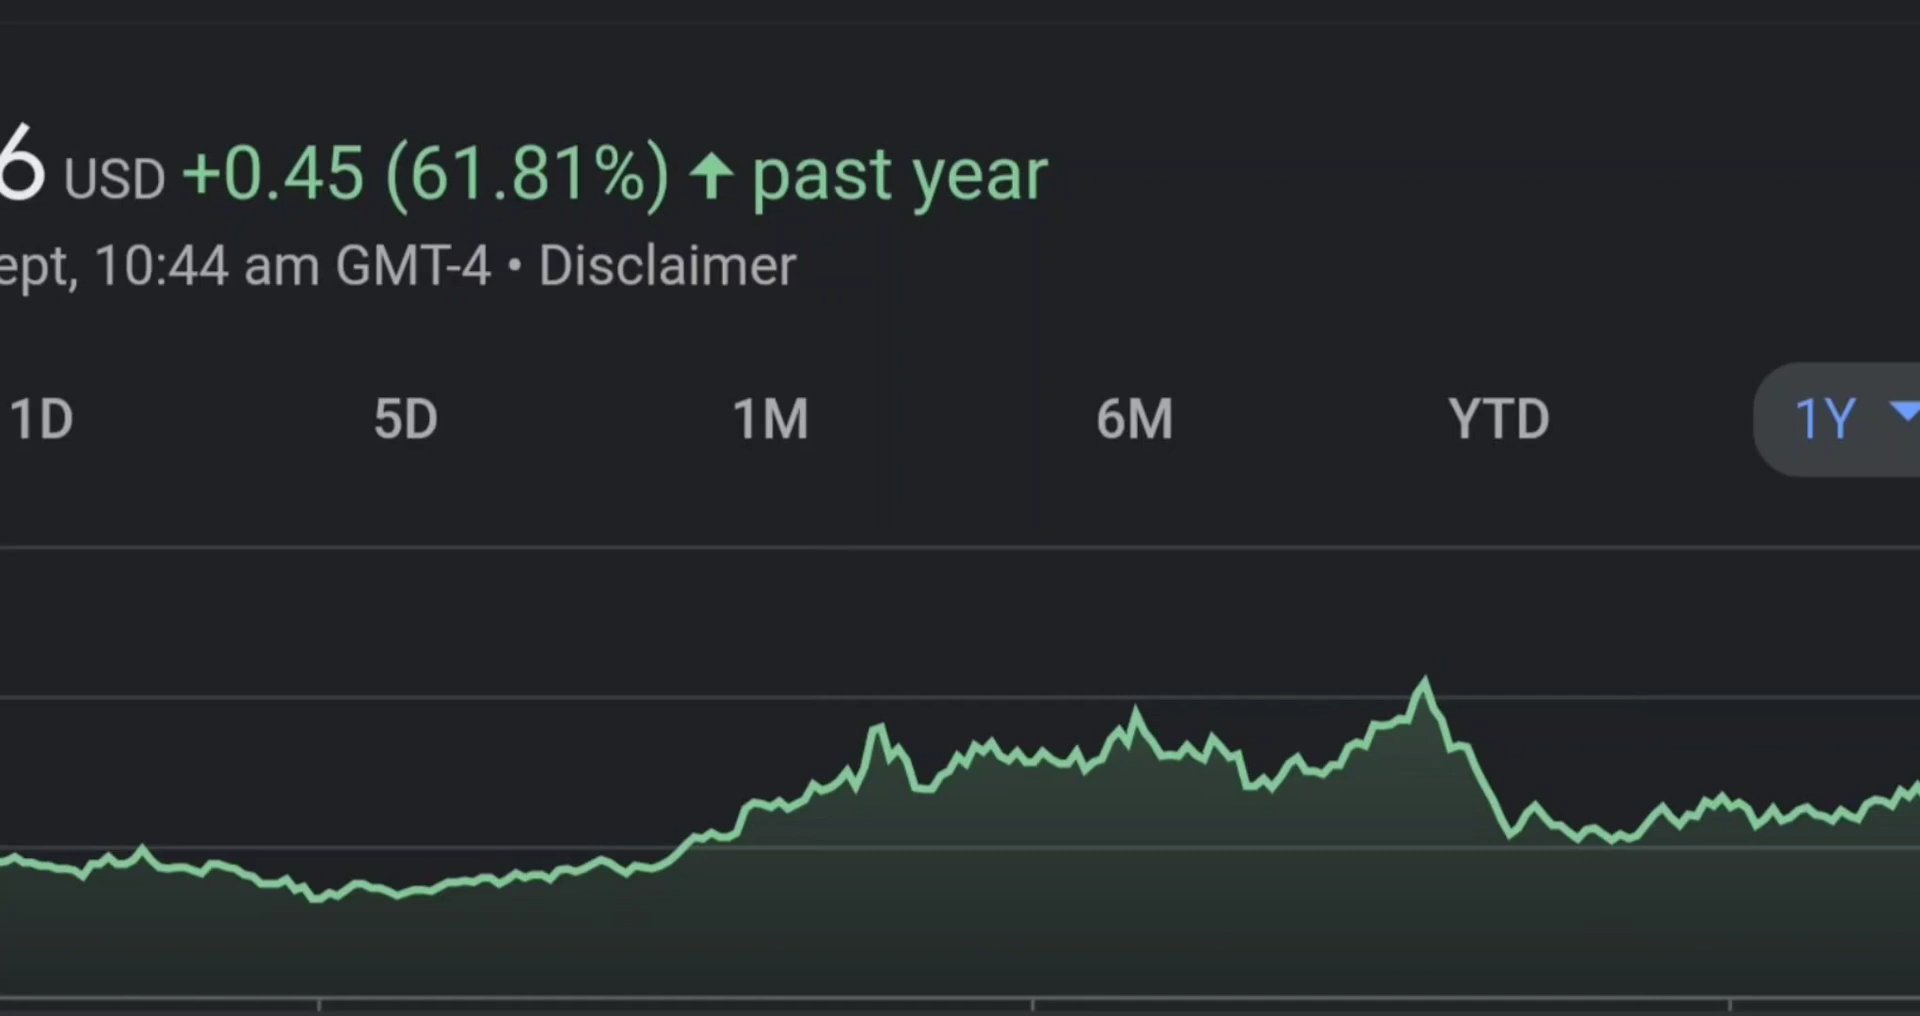 6 USD +0.45 (61.81%) ↑ past year
ept, 10:44 am GMT-4 • Disclaimer
1D 5D 1M 6M YTD 1Y